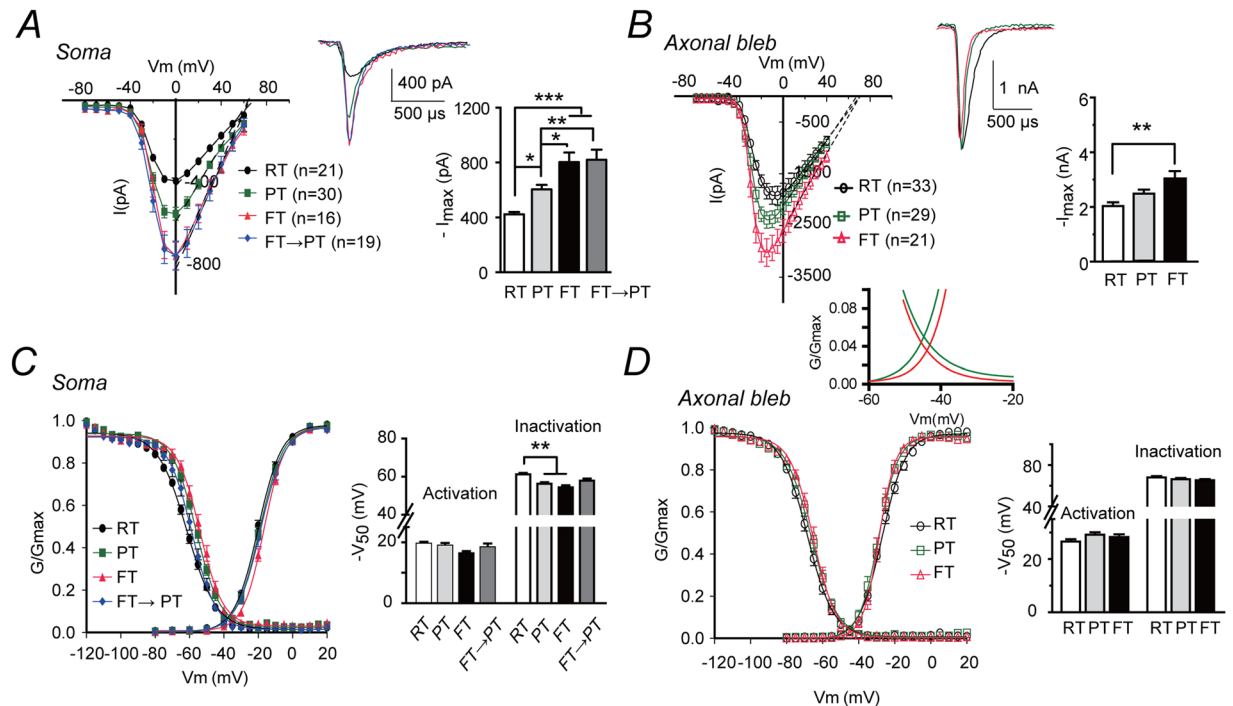 A
Soma
Vm (mV)
-80
-40
0
40
80
-400
-800
I(pA)
RT (n=21)
PT (n=30)
FT (n=16)
FT→PT (n=19)
400 pA
500 µs
***
**
*
*
1200
800
400
0
- Imax (pA)
RT PT FT FT→PT
B
Axonal bleb
Vm (mV)
-80
-40
0
40
80
-500
-2500
-3500
I(pA)
RT (n=33)
PT (n=29)
FT (n=21)
1 nA
500 µs
**
-6
4
2
0
-Imax (nA)
RT PT FT
0.08
0.04
0.00
G/Gmax
-60
-40
-20
Vm(mV)
C
Soma
1.0
0.8
0.6
0.4
0.2
0.0
G/Gmax
RT
PT
FT
FT→ PT
-120-100 -80 -60 -40 -20 0 20
Vm (mV)
80
60
40
20
0
-V50 (mV)
Activation
Inactivation
**
RT PT FT FT→PT RT PT FT FT→PT
D
Axonal bleb
1.0
0.8
0.6
0.4
0.2
0.0
G/Gmax
RT
PT
FT
-120-100 -80 -60 -40 -20 0 20
Vm (mV)
80
40
20
0
-V50 (mV)
Activation
Inactivation
RT PT FT RT PT FT